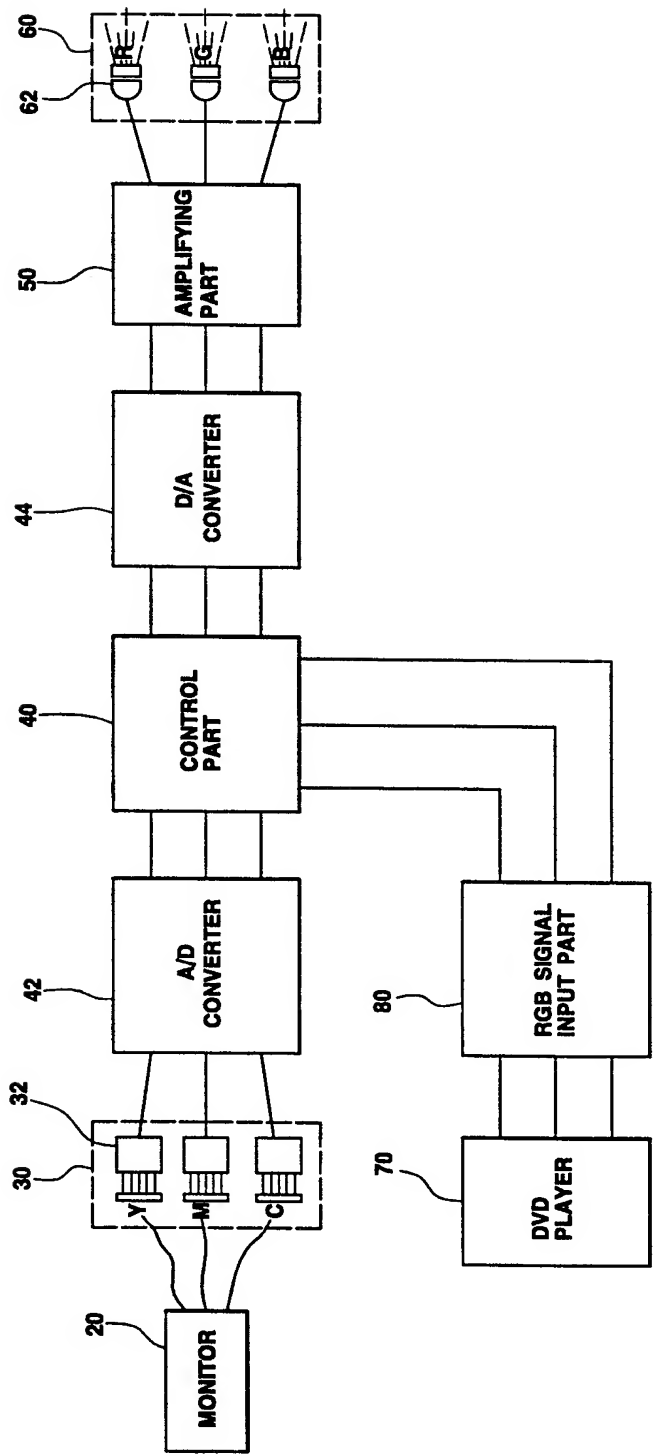 20
MONITOR
30
32
Y
M
C
42
A/D
CONVERTER
40
CONTROL
PART
44
D/A
CONVERTER
50
AMPLIFYING
PART
62
60
R
G
B
70
DVD
PLAYER
80
RGB SIGNAL
INPUT PART